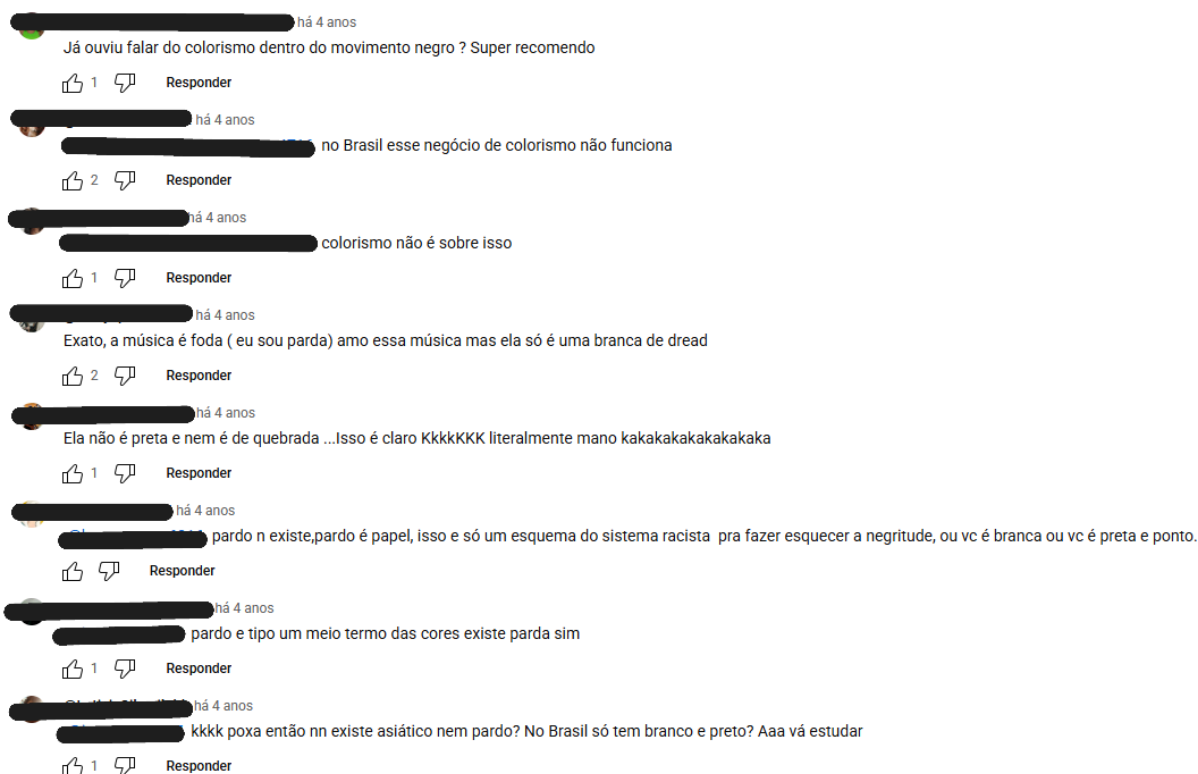 há 4 anos
Já ouviu falar do colorismo dentro do movimento negro ? Super recomendo
1 Responder
há 4 anos
no Brasil esse negócio de colorismo não funciona
2 Responder
há 4 anos
colorismo não é sobre isso
1 Responder
há 4 anos
Exato, a música é foda ( eu sou parda) amo essa música mas ela só é uma branca de dread
2 Responder
há 4 anos
Ela não é preta e nem é de quebrada ...Isso é claro KkkkKKK literalmente mano kakakakakakakakaka
1 Responder
há 4 anos
pardo n existe,pardo é papel, isso e só um esquema do sistema racista pra fazer esquecer a negritude, ou vc é branca ou vc é preta e ponto.
Responder
há 4 anos
pardo e tipo um meio termo das cores existe parda sim
1 Responder
há 4 anos
kkkk poxa então nn existe asiático nem pardo? No Brasil só tem branco e preto? Aaa vá estudar
1 Responder